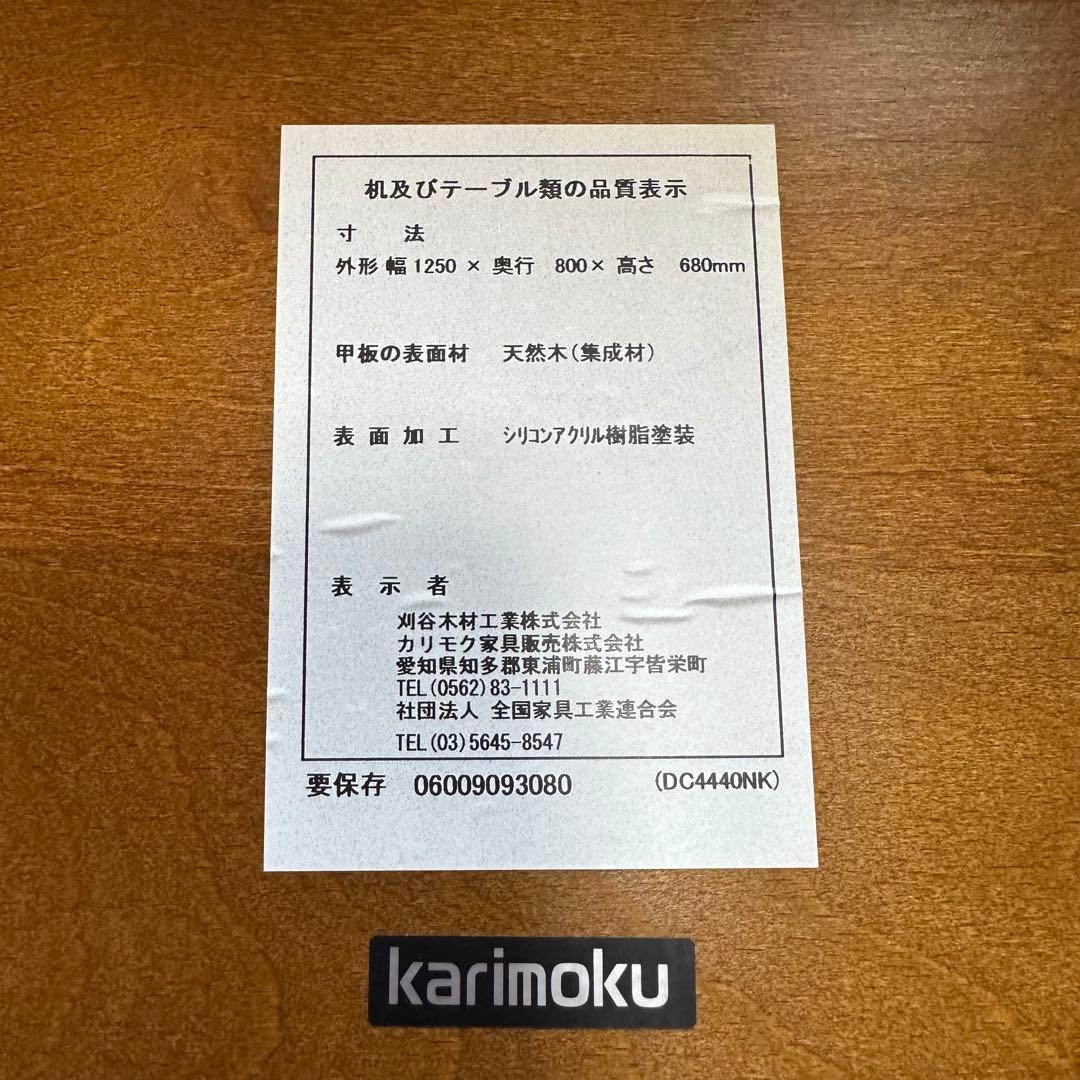 机及びテーブル類の品質表示
寸 法
外形 幅 1250 × 奥行 800× 高さ 680mm
甲板の表面材 天然木(集成材)
表面加工 シリコンアクリル樹脂塗装
表示者
刈谷木材工業株式会社
カリモク家具販売株式会社
愛知県知多郡東浦町藤江字皆栄町
TEL(0562)83-1111
社団法人 全国家具工業連合会
TEL(03)5645-8547
要保存 06009093080 (DC4440NK)
karimoku